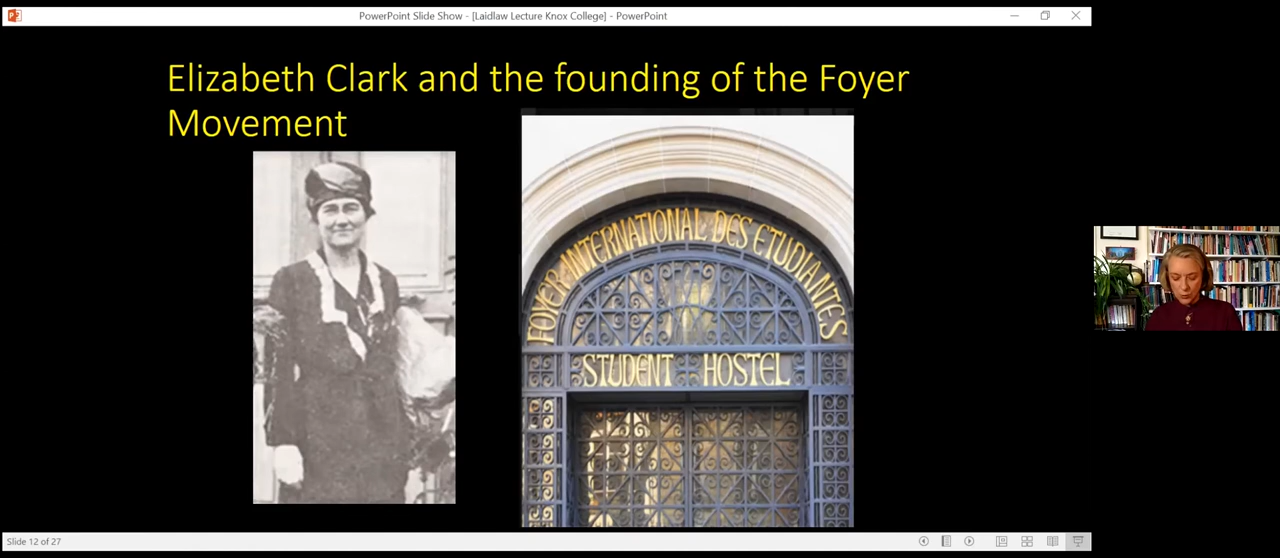 PowerPoint Slide Show - [Laidlaw Lecture Knox College] - PowerPoint
Elizabeth Clark and the founding of the Foyer
Movement
FOYER·INTERNATIONAL DES ETUDIANTES
STUDENT HOSTEL
Slide 12 of 27